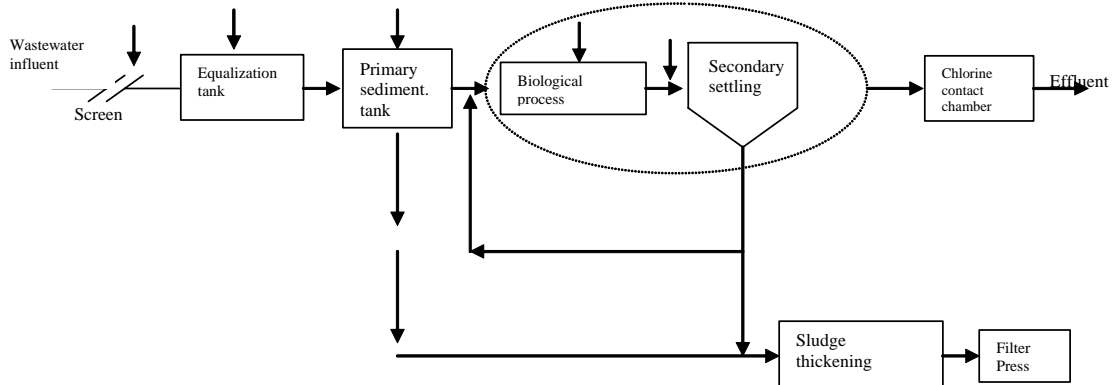 Wastewater
influent
Screen
Equalization
tank
Primary
sediment.
tank
Biological
process
Secondary
settling
Chlorine
contact
chamber
Effluent
Sludge
thickening
Filter
Press